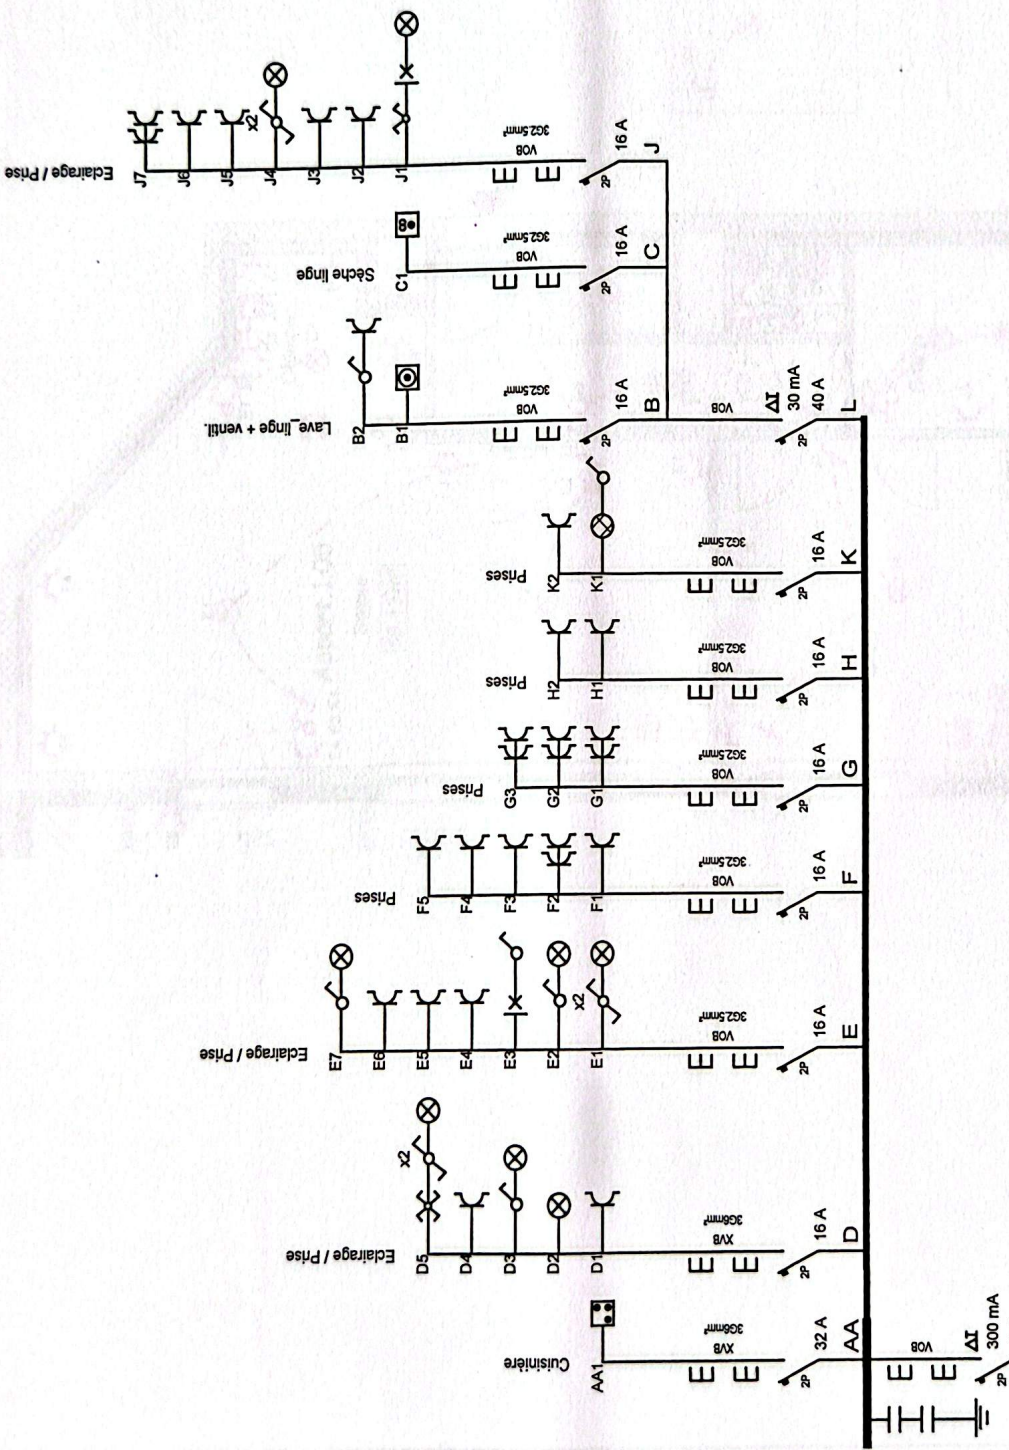 Eclairage / Prise
J7
J6
J5
x2
J4
J3
J2
J1
VOB
3G2.5mm²
2P
16 A
J
Sèche linge
C1
VOB
3G2.5mm²
2P
16 A
C
Lave_linge + ventil.
B2
B1
VOB
3G2.5mm²
2P
16 A
B
VOB
ΔI
30 mA
40 A
2P
L
Prises
K2
K1
VOB
3G2.5mm²
2P
16 A
K
Prises
H2
H1
VOB
3G2.5mm²
2P
16 A
H
Prises
G3
G2
G1
VOB
3G2.5mm²
2P
16 A
G
Prises
F5
F4
F3
F2
F1
VOB
3G2.5mm²
2P
16 A
F
Eclairage / Prise
E7
E6
E5
E4
E3
E2
x2
E1
VOB
3G2.5mm²
2P
16 A
E
Eclairage / Prise
x2
D5
D4
D3
D2
D1
XVB
3G6mm²
2P
16 A
D
Cuisinière
AA1
XVB
3G6mm²
2P
32 A
AA
VOB
ΔI
300 mA
2P